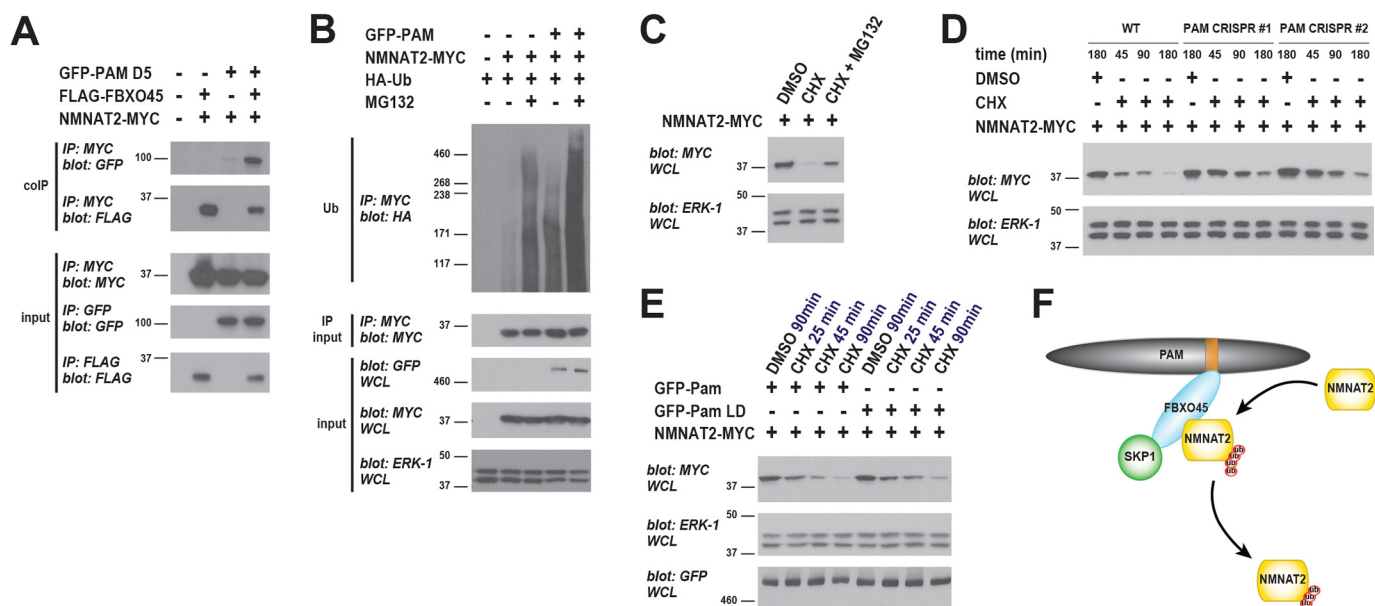 A
GFP-PAM D5 - - + +
FLAG-FBXO45 - + - +
NMNAT2-MYC - + + +
coIP
IP: MYC
blot: GFP
100
IP: MYC
blot: FLAG
37
input
IP: MYC
blot: MYC
37
IP: GFP
blot: GFP
100
IP: FLAG
blot: FLAG
37
B
GFP-PAM - - - + +
NMNAT2-MYC - + + + +
HA-Ub + + + + +
MG132 - - + - +
Ub
IP: MYC
blot: HA
460
268
238
171
117
IP
input
IP: MYC
blot: MYC
37
input
blot: GFP
WCL
460
blot: MYC
WCL
37
blot: ERK-1
WCL
50
37
C
DMSO
CHX
CHX + MG132
NMNAT2-MYC + + +
blot: MYC
WCL
37
blot: ERK-1
WCL
50
37
D
WT PAM CRISPR #1 PAM CRISPR #2
time (min) 180 45 90 180 180 45 90 180 180 45 90 180
DMSO + - - - + - - - + - - -
CHX - + + + - + + + - + + +
NMNAT2-MYC + + + + + + + + + + + +
blot: MYC
WCL
37
blot: ERK-1
WCL
50
37
E
DMSO 90min
CHX 25 min
CHX 45 min
CHX 90min
DMSO 90min
CHX 25 min
CHX 45 min
CHX 90min
GFP-Pam + + + + - - - -
GFP-Pam LD - - - - + + + +
NMNAT2-MYC + + + + + + + +
blot: MYC
WCL
37
blot: ERK-1
WCL
50
37
blot: GFP
WCL
460
F
PAM
NMNAT2
FBXO45
NMNAT2
SKP1
ub
ub
ub
ub
NMNAT2
ub
ub
ub